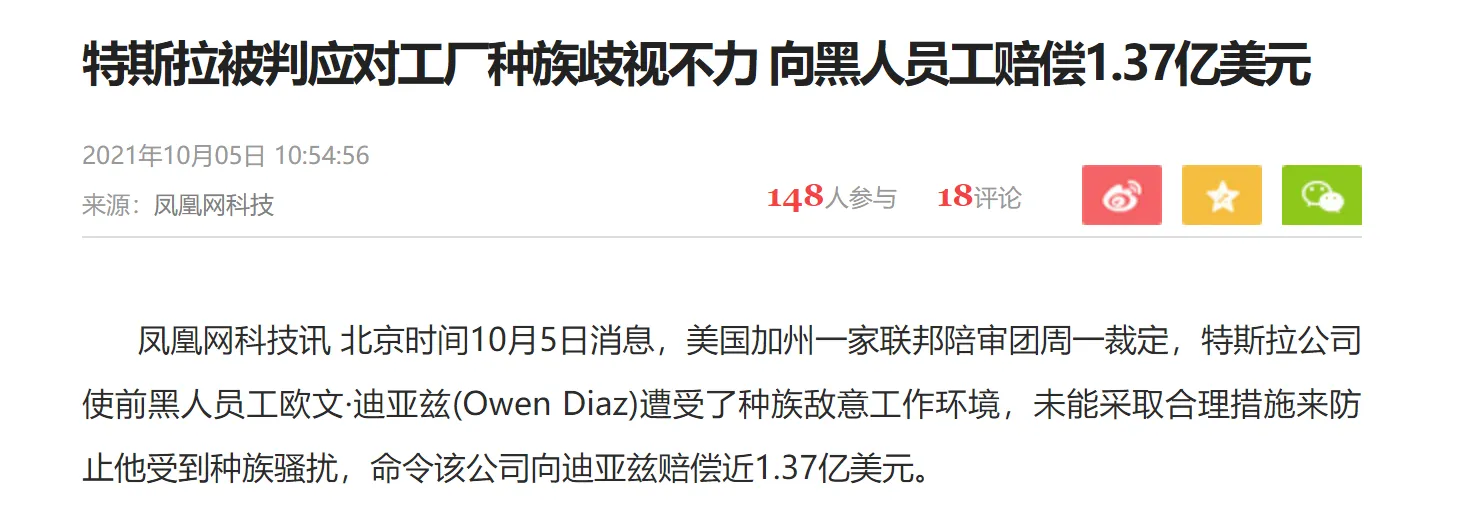 特斯拉被判应对工厂种族歧视不力 向黑人员工赔偿1.37亿美元
2021年10月05日 10:54:56
来源：凤凰网科技
148人参与 18评论
凤凰网科技讯 北京时间10月5日消息，美国加州一家联邦陪审团周一裁定，特斯拉公司
使前黑人员工欧文·迪亚兹(Owen Diaz)遭受了种族敌意工作环境，未能采取合理措施来防
止他受到种族骚扰，命令该公司向迪亚兹赔偿近1.37亿美元。